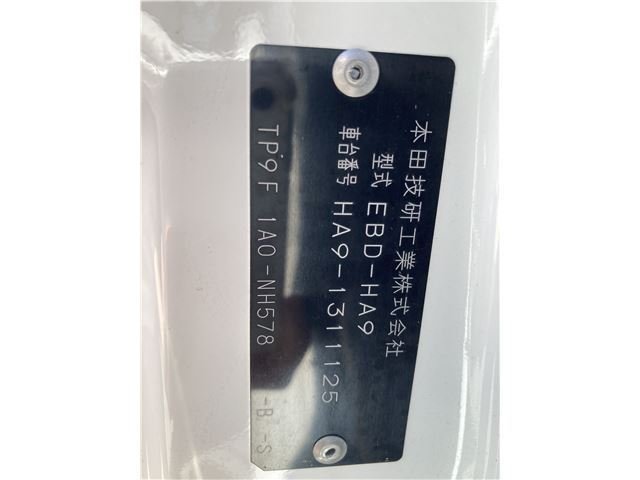 本田技研工業株式会社
型式 EBD-HA9
車台番号 HA9-1311125
TP9F 1A0-NH578 -B -S